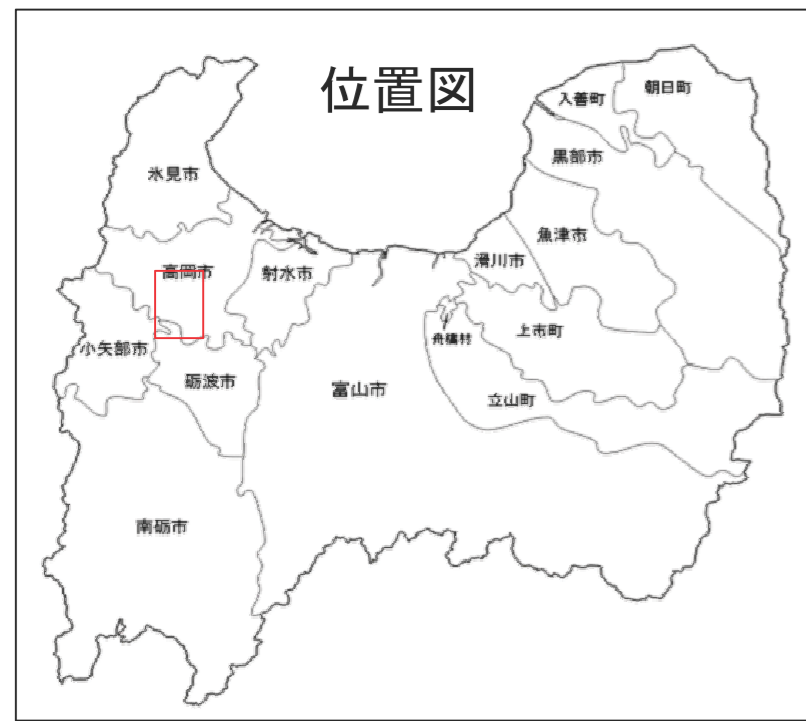 位置図
入善町
朝日町
黒部市
氷見市
魚津市
滑川市
高岡市
射水市
上市町
舟橋村
小矢部市
砺波市
富山市
立山町
南砺市